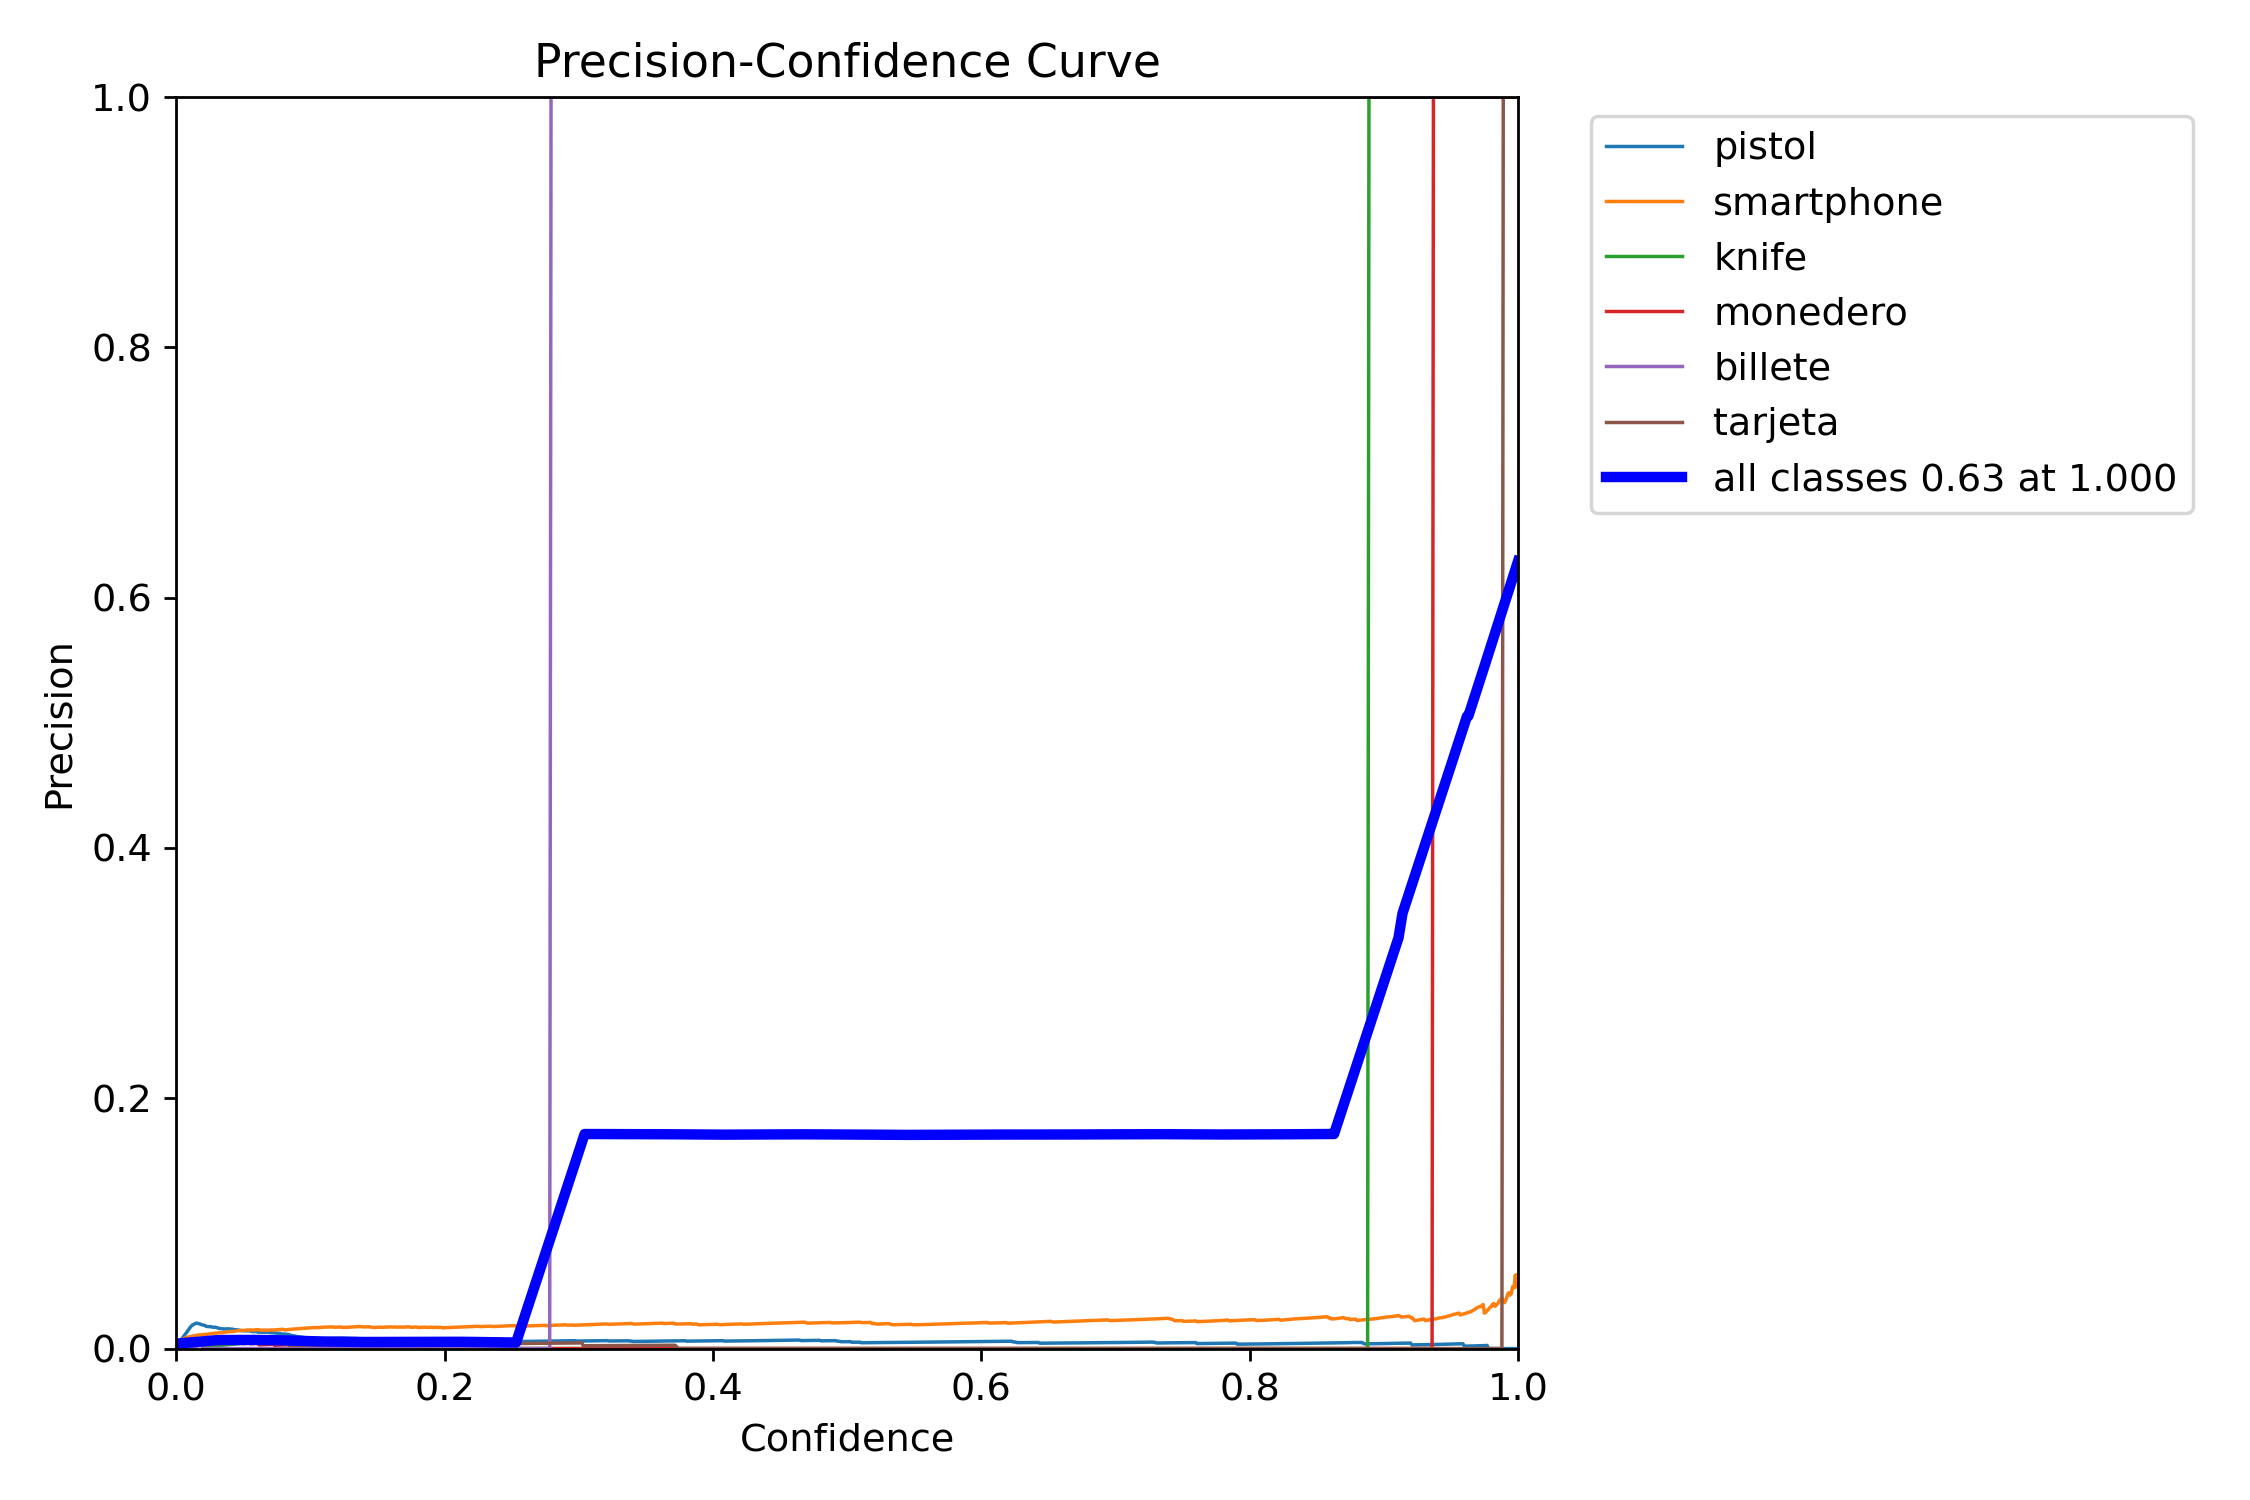 Precision-Confidence Curve
1.0
0.8
0.6
0.4
0.2
0.0
Precision
0.0 0.2 0.4 0.6 0.8 1.0
Confidence
pistol
smartphone
knife
monedero
billete
tarjeta
all classes 0.63 at 1.000